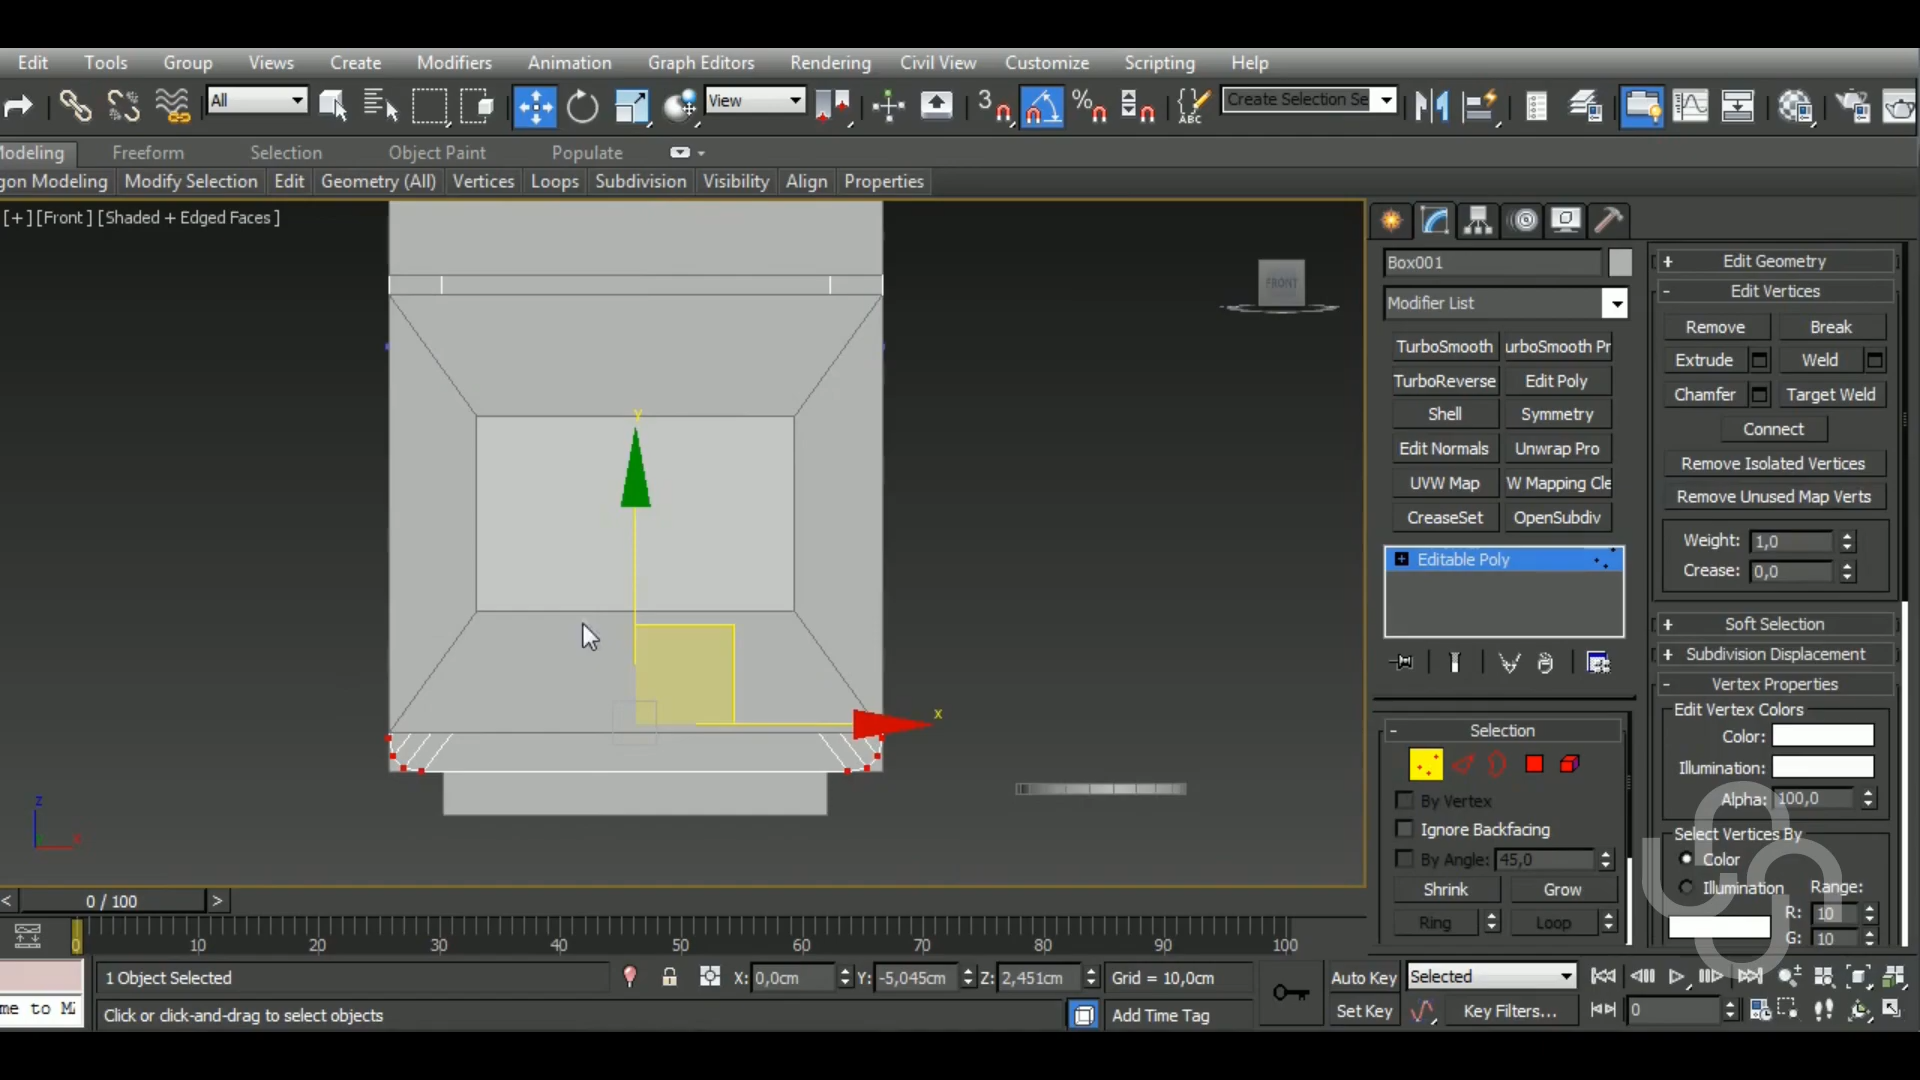 Edit Tools Group Views Create Modifiers Animation Graph Editors Rendering Civil View Customize Scripting Help
All View 3 % ABC Create Selection Se
Modeling Freeform Selection Object Paint Populate
gon Modeling Modify Selection Edit Geometry (All) Vertices Loops Subdivision Visibility Align Properties
[+] [Front ] [Shaded + Edged Faces ]
FRONT
y
x
z
x
Box001
Modifier List
TurboSmooth urboSmooth Pr
TurboReverse Edit Poly
Shell Symmetry
Edit Normals Unwrap Pro
UVW Map W Mapping Cle
CreaseSet OpenSubdiv
+ Editable Poly
- Selection
By Vertex
Ignore Backfacing
By Angle: 45,0
Shrink Grow
Ring Loop
+ Edit Geometry
- Edit Vertices
Remove Break
Extrude Weld
Chamfer Target Weld
Connect
Remove Isolated Vertices
Remove Unused Map Verts
Weight: 1,0
Crease: 0,0
+ Soft Selection
+ Subdivision Displacement
- Vertex Properties
Edit Vertex Colors
Color:
Illumination:
Alpha: 100,0
Select Vertices By
Color
Illumination Range:
R: 10
G: 10
< 0 / 100 >
0 10 20 30 40 50 60 70 80 90 100
1 Object Selected X: 0,0cm Y: -5,045cm Z: 2,451cm Grid = 10,0cm Auto Key Selected
me to Mi Click or click-and-drag to select objects Add Time Tag Set Key Key Filters... 0